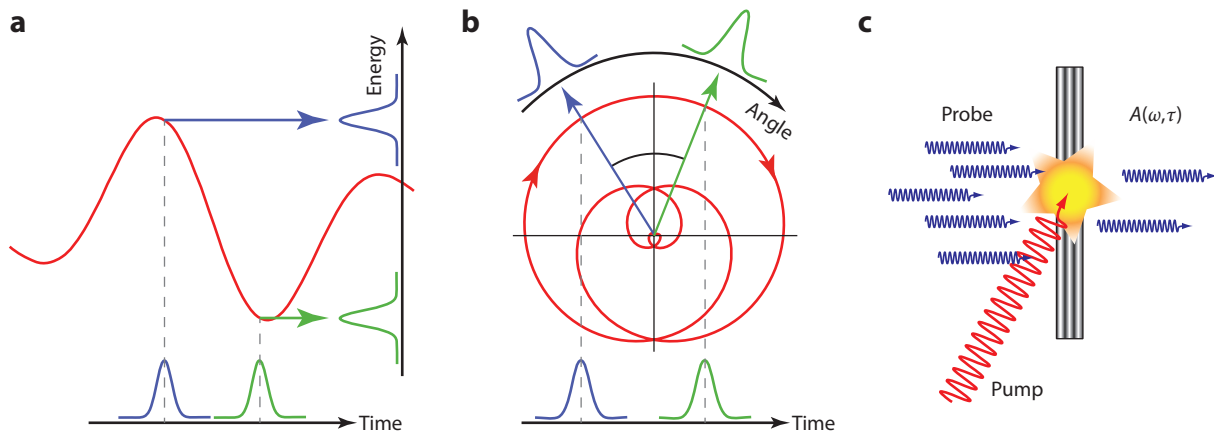 a
Energy
Time
b
Angle
Time
c
Probe
A(ω,τ)
Pump